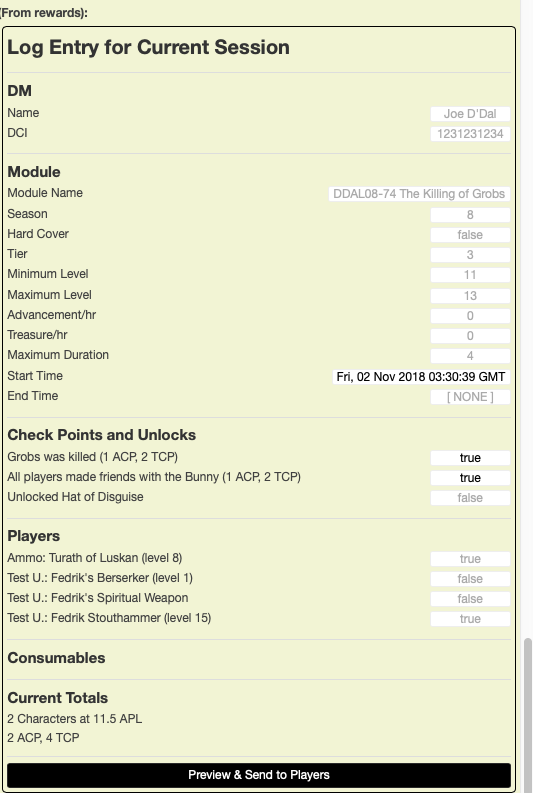 (From rewards):
Log Entry for Current Session
DM
Name Joe D'Dal
DCI 1231231234
Module
Module Name DDAL08-74 The Killing of Grobs
Season 8
Hard Cover false
Tier 3
Minimum Level 11
Maximum Level 13
Advancement/hr 0
Treasure/hr 0
Maximum Duration 4
Start Time Fri, 02 Nov 2018 03:30:39 GMT
End Time [ NONE ]
Check Points and Unlocks
Grobs was killed (1 ACP, 2 TCP) true
All players made friends with the Bunny (1 ACP, 2 TCP) true
Unlocked Hat of Disguise false
Players
Ammo: Turath of Luskan (level 8) true
Test U.: Fedrik's Berserker (level 1) false
Test U.: Fedrik's Spiritual Weapon false
Test U.: Fedrik Stouthammer (level 15) true
Consumables
Current Totals
2 Characters at 11.5 APL
2 ACP, 4 TCP
Preview & Send to Players